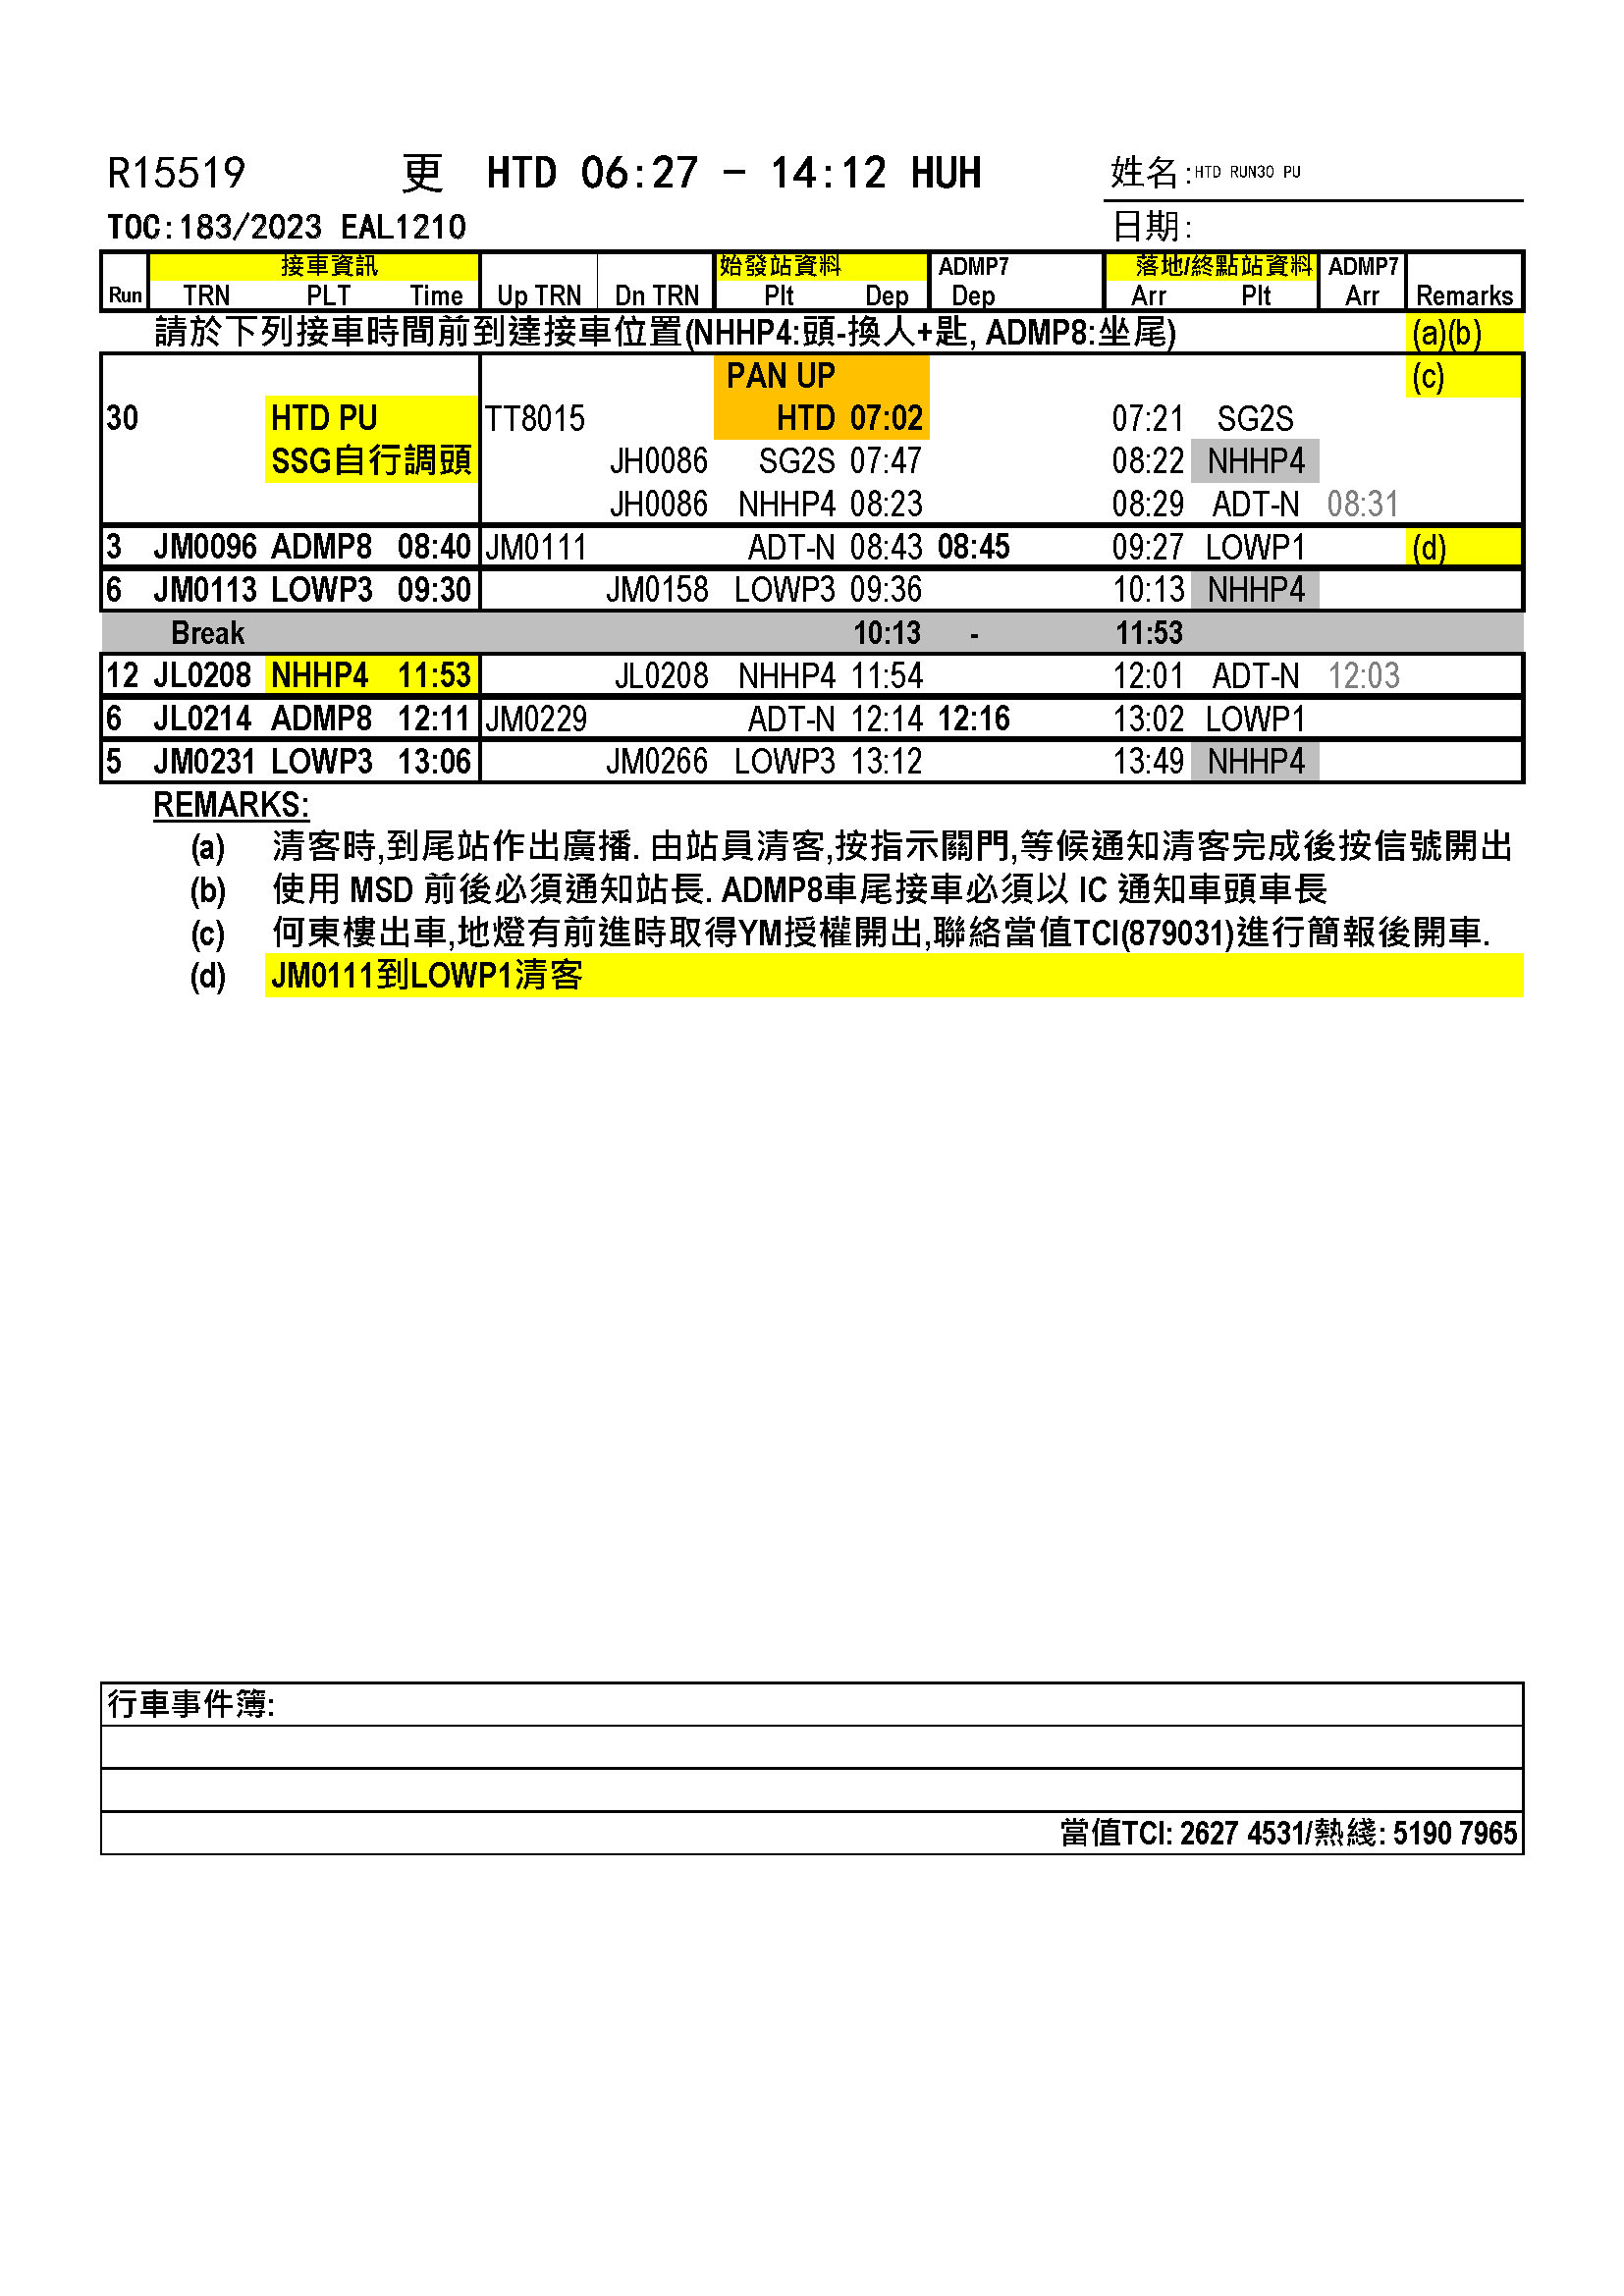 R15519 更 HTD 06:27 - 14:12 HUH 姓名:HTD RUN30 PU
TOC:183/2023 EAL1210 日期:
接車資訊 始發站資料 ADMP7 落地/終點站資料 ADMP7
Run TRN PLT Time Up TRN Dn TRN Plt Dep Dep Arr Plt Arr Remarks
請於下列接車時間前到達接車位置(NHHP4:頭-換人+匙, ADMP8:坐尾) (a)(b)
PAN UP (c)
30 HTD PU TT8015 HTD 07:02 07:21 SG2S
SSG自行調頭 JH0086 SG2S 07:47 08:22 NHHP4
JH0086 NHHP4 08:23 08:29 ADT-N 08:31
3 JM0096 ADMP8 08:40 JM0111 ADT-N 08:43 08:45 09:27 LOWP1 (d)
6 JM0113 LOWP3 09:30 JM0158 LOWP3 09:36 10:13 NHHP4
Break 10:13 - 11:53
12 JL0208 NHHP4 11:53 JL0208 NHHP4 11:54 12:01 ADT-N 12:03
6 JL0214 ADMP8 12:11 JM0229 ADT-N 12:14 12:16 13:02 LOWP1
5 JM0231 LOWP3 13:06 JM0266 LOWP3 13:12 13:49 NHHP4
REMARKS:
(a) 清客時,到尾站作出廣播. 由站員清客,按指示關門,等候通知清客完成後按信號開出
(b) 使用 MSD 前後必須通知站長. ADMP8車尾接車必須以 IC 通知車頭車長
(c) 何東樓出車,地燈有前進時取得YM授權開出,聯絡當值TCI(879031)進行簡報後開車.
(d) JM0111到LOWP1清客
行車事件簿:
當值TCI: 2627 4531/熱綫: 5190 7965